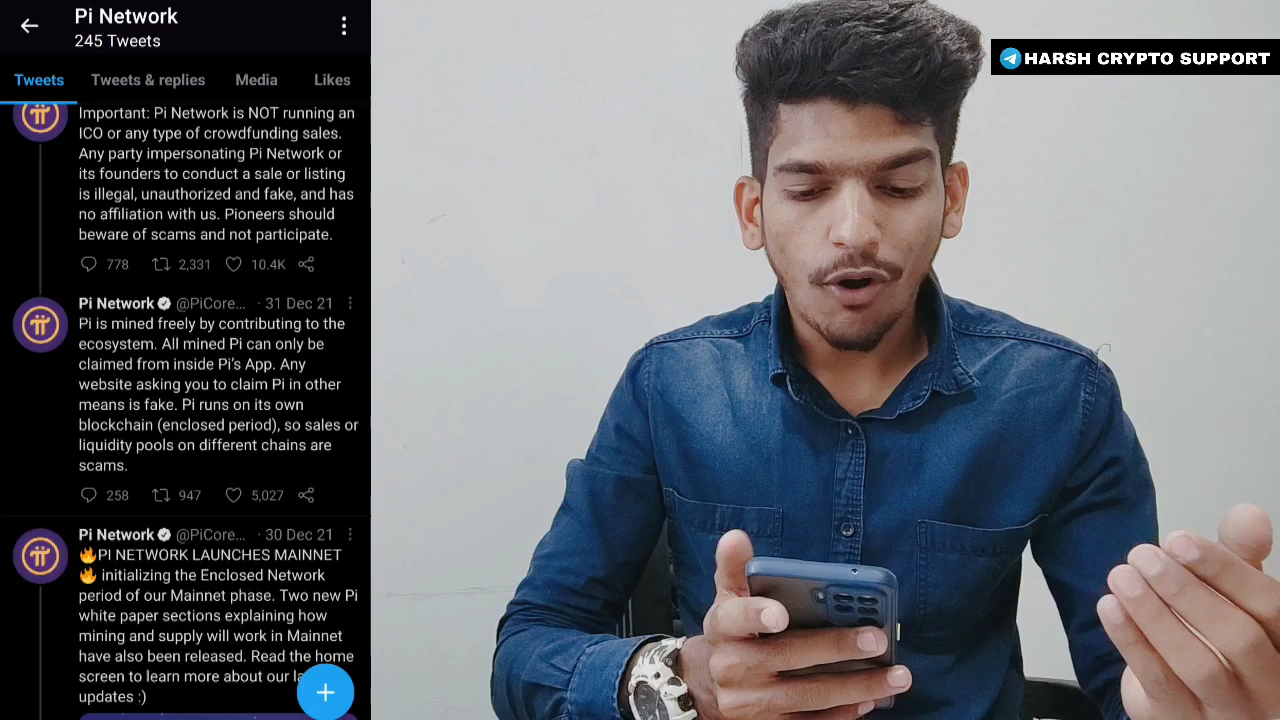 Pi Network
245 Tweets
Tweets
Tweets & replies
Media
Likes
Important: Pi Network is NOT running an
ICO or any type of crowdfunding sales.
Any party impersonating Pi Network or
its founders to conduct a sale or listing
is illegal, unauthorized and fake, and has
no affiliation with us. Pioneers should
beware of scams and not participate.
778 2,331 10.4K
Pi Network @PiCore... · 31 Dec 21
Pi is mined freely by contributing to the
ecosystem. All mined Pi can only be
claimed from inside Pi's App. Any
website asking you to claim Pi in other
means is fake. Pi runs on its own
blockchain (enclosed period), so sales or
liquidity pools on different chains are
scams.
258 947 5,027
Pi Network @PiCore... · 30 Dec 21
🔥PI NETWORK LAUNCHES MAINNET
🔥 initializing the Enclosed Network
period of our Mainnet phase. Two new Pi
white paper sections explaining how
mining and supply will work in Mainnet
have also been released. Read the home
screen to learn more about our
updates :)
HARSH CRYPTO SUPPORT